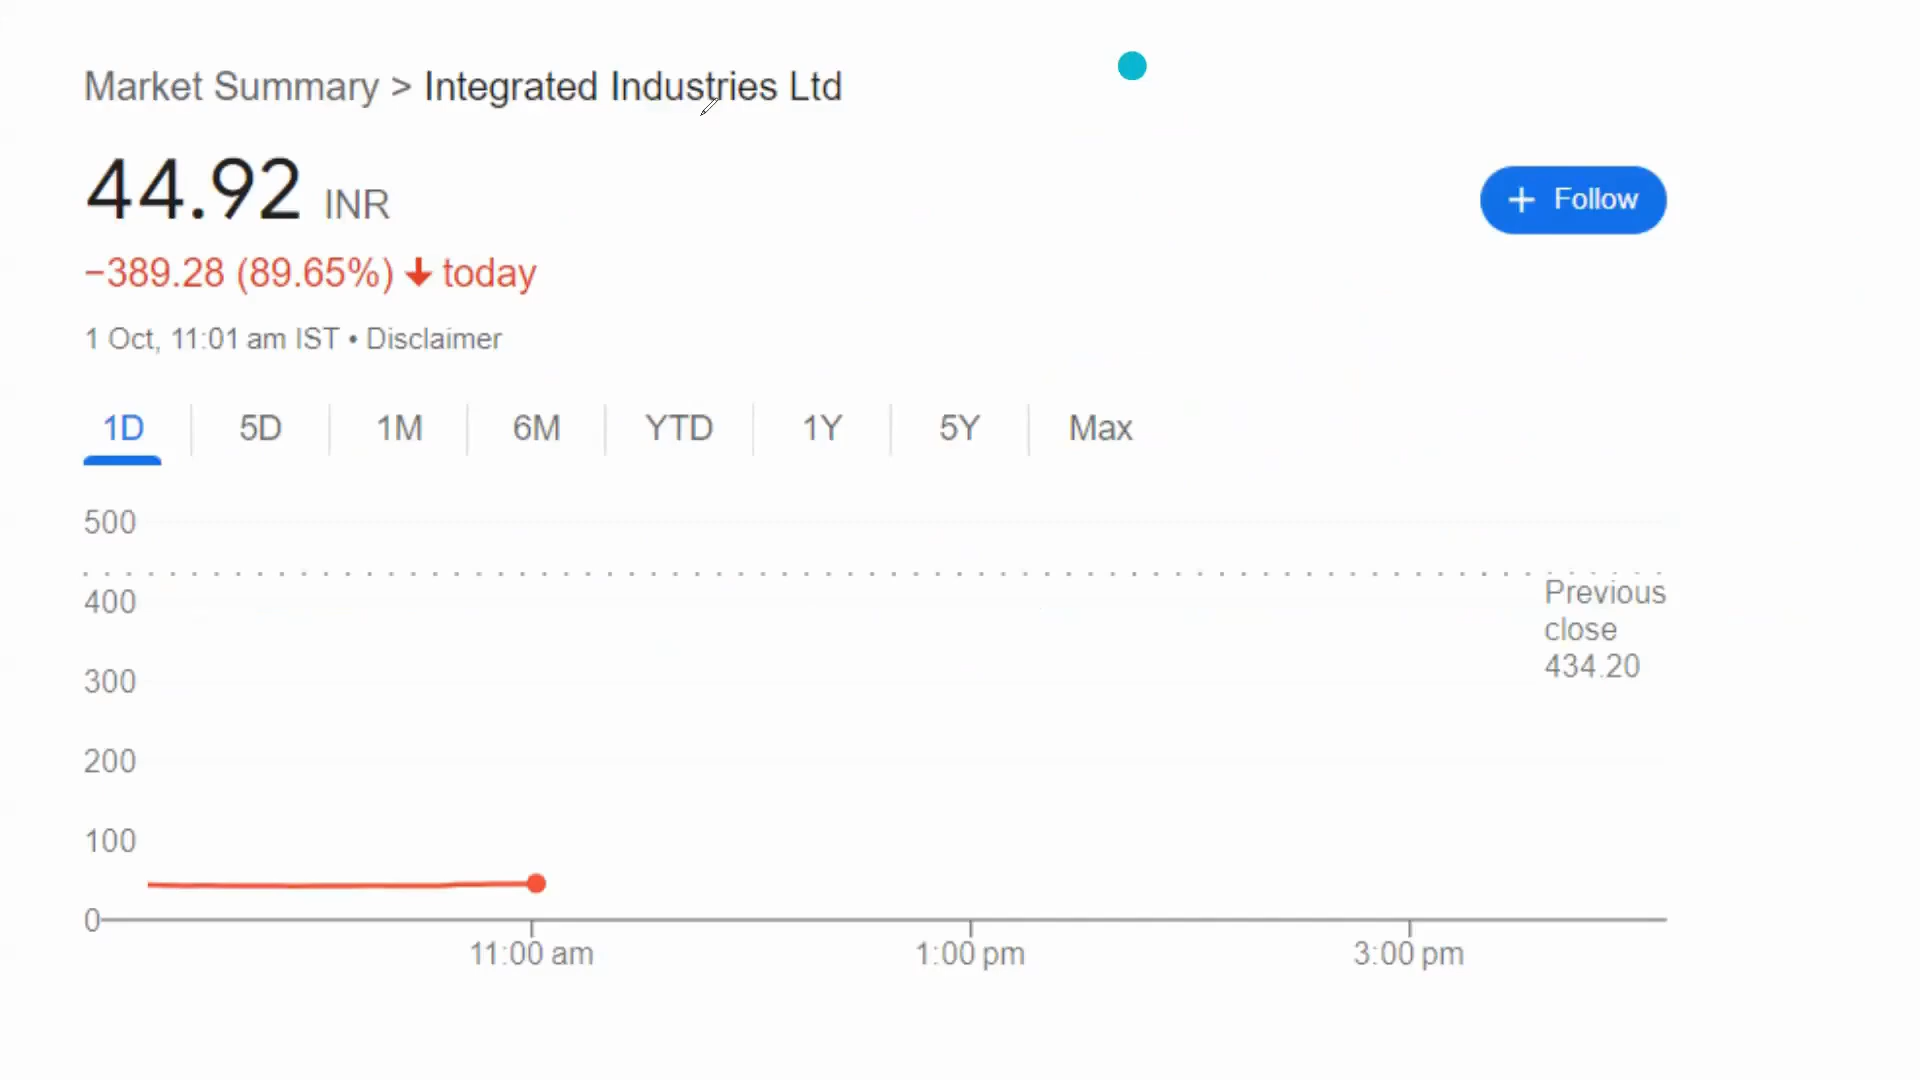 Market Summary > Integrated Industries Ltd
44.92 INR
+ Follow
−389.28 (89.65%) ↓ today
1 Oct, 11:01 am IST • Disclaimer
1D 5D 1M 6M YTD 1Y 5Y Max
500
400
Previous
close
434.20
300
200
100
0
11:00 am 1:00 pm 3:00 pm